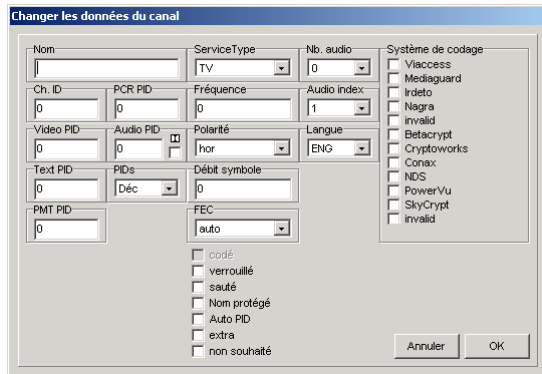 Changer les données du canal
Nom
ServiceType
TV
Nb. audio
0
Système de codage
Viaccess
Mediaguard
Irdeto
Nagra
invalid
Betacrypt
Cryptoworks
Conax
NDS
PowerVu
SkyCrypt
invalid
Ch. ID
0
PCR PID
0
Fréquence
0
Audio index
1
Video PID
0
Audio PID
0
Polarité
hor
Langue
ENG
Text PID
0
PIDs
Déc
Débit symbole
0
PMT PID
0
FEC
auto
codé
verrouillé
sauté
Nom protégé
Auto PID
extra
non souhaité
Annuler
OK